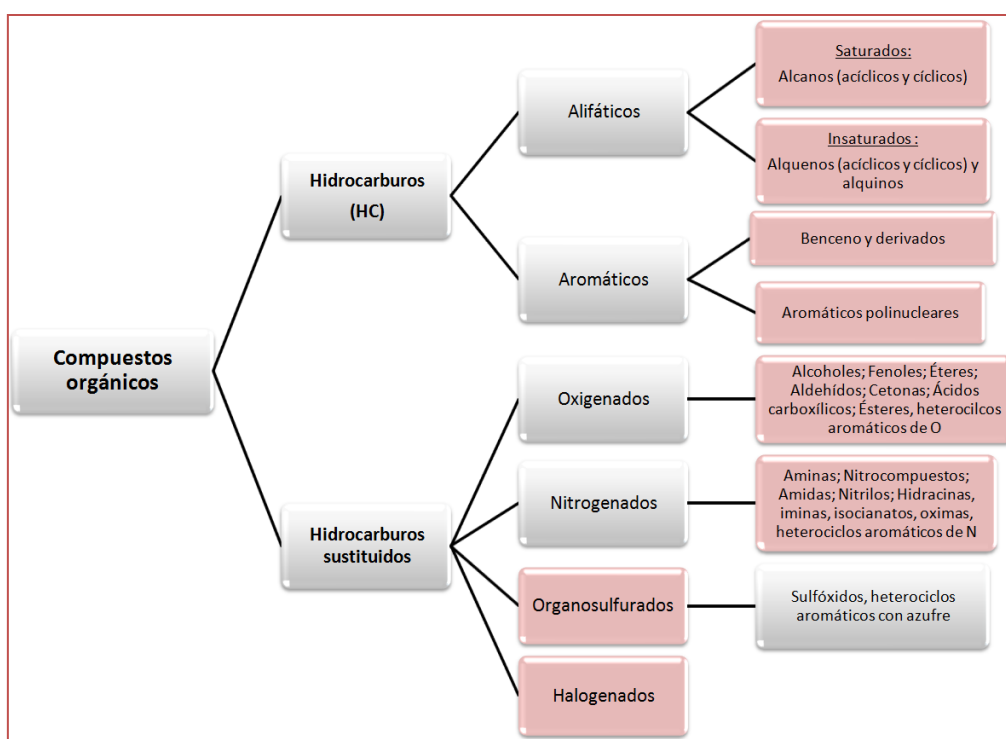 Compuestos
orgánicos
Hidrocarburos
(HC)
Alifáticos
Saturados:
Alcanos (acíclicos y cíclicos)
Insaturados :
Alquenos (acíclicos y cíclicos) y
alquinos
Aromáticos
Benceno y derivados
Aromáticos polinucleares
Hidrocarburos
sustituidos
Oxigenados
Alcoholes; Fenoles; Éteres;
Aldehídos; Cetonas; Ácidos
carboxílicos; Ésteres, heterocilcos
aromáticos de O
Nitrogenados
Aminas; Nitrocompuestos;
Amidas; Nitrilos; Hidracinas,
iminas, isocianatos, oximas,
heterociclos aromáticos de N
Organosulfurados
Sulfóxidos, heterociclos
aromáticos con azufre
Halogenados